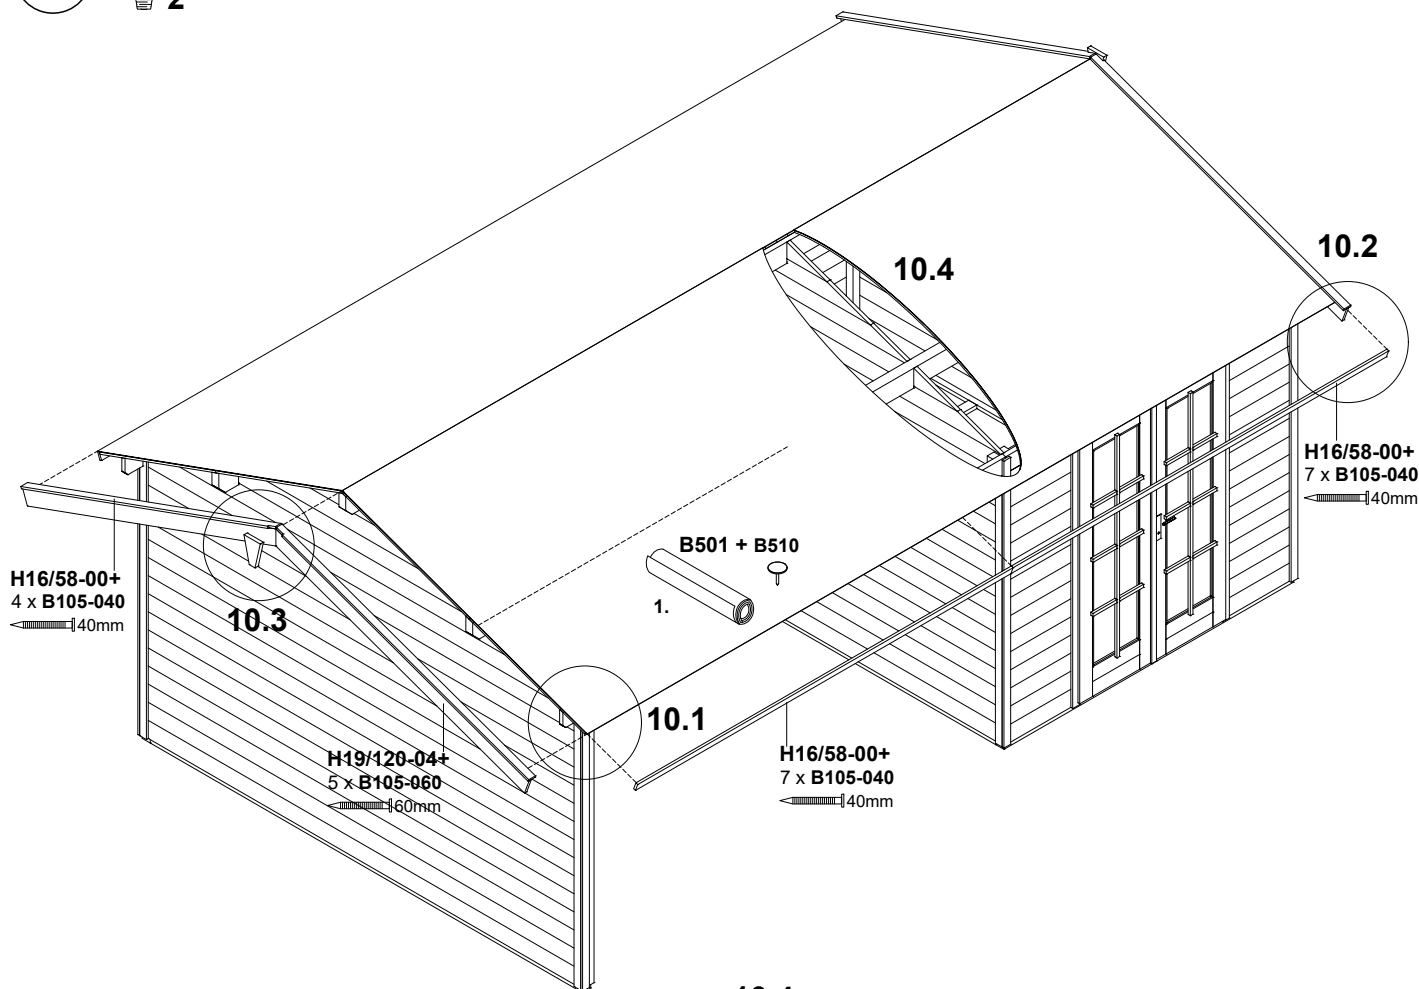 2
10.2
10.4
H16/58-00+
7 x B105-040
40mm
B501 + B510
1.
H16/58-00+
4 x B105-040
40mm
10.3
10.1
H19/120-04+
5 x B105-060
60mm
H16/58-00+
7 x B105-040
40mm